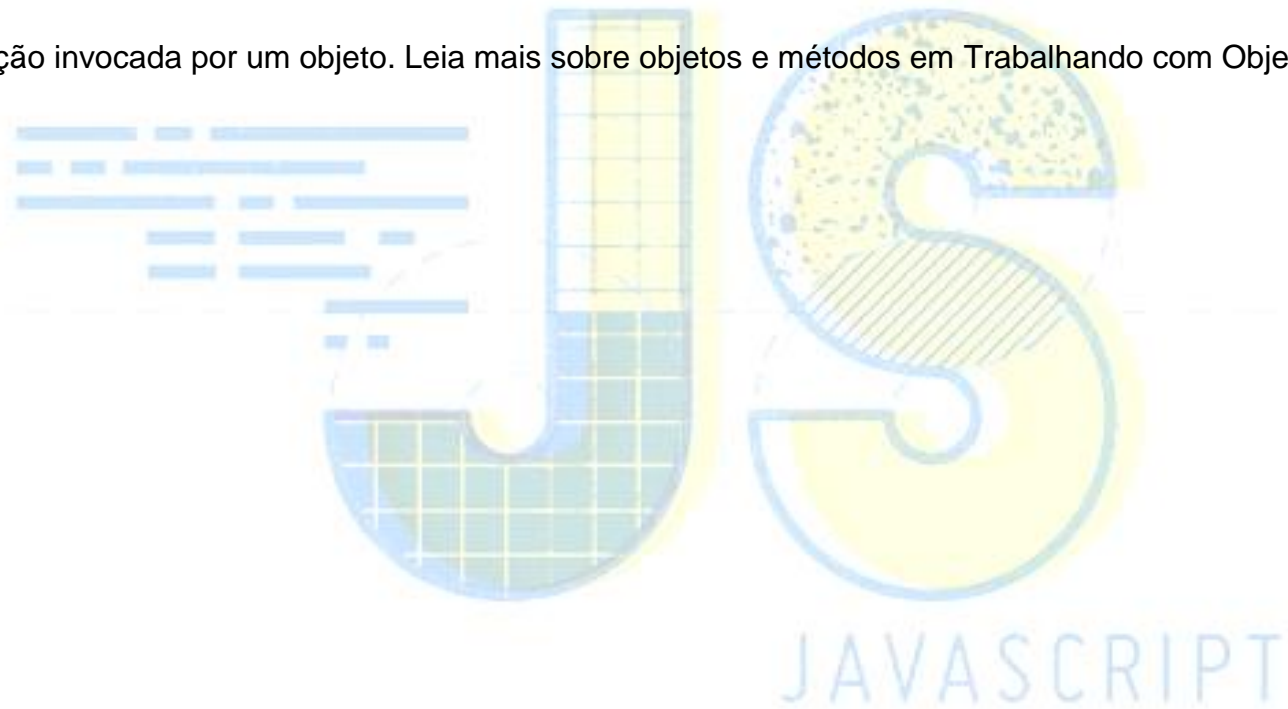 ção invocada por um objeto. Leia mais sobre objetos e métodos em Trabalhando com Obje
JS
JAVASCRIPT